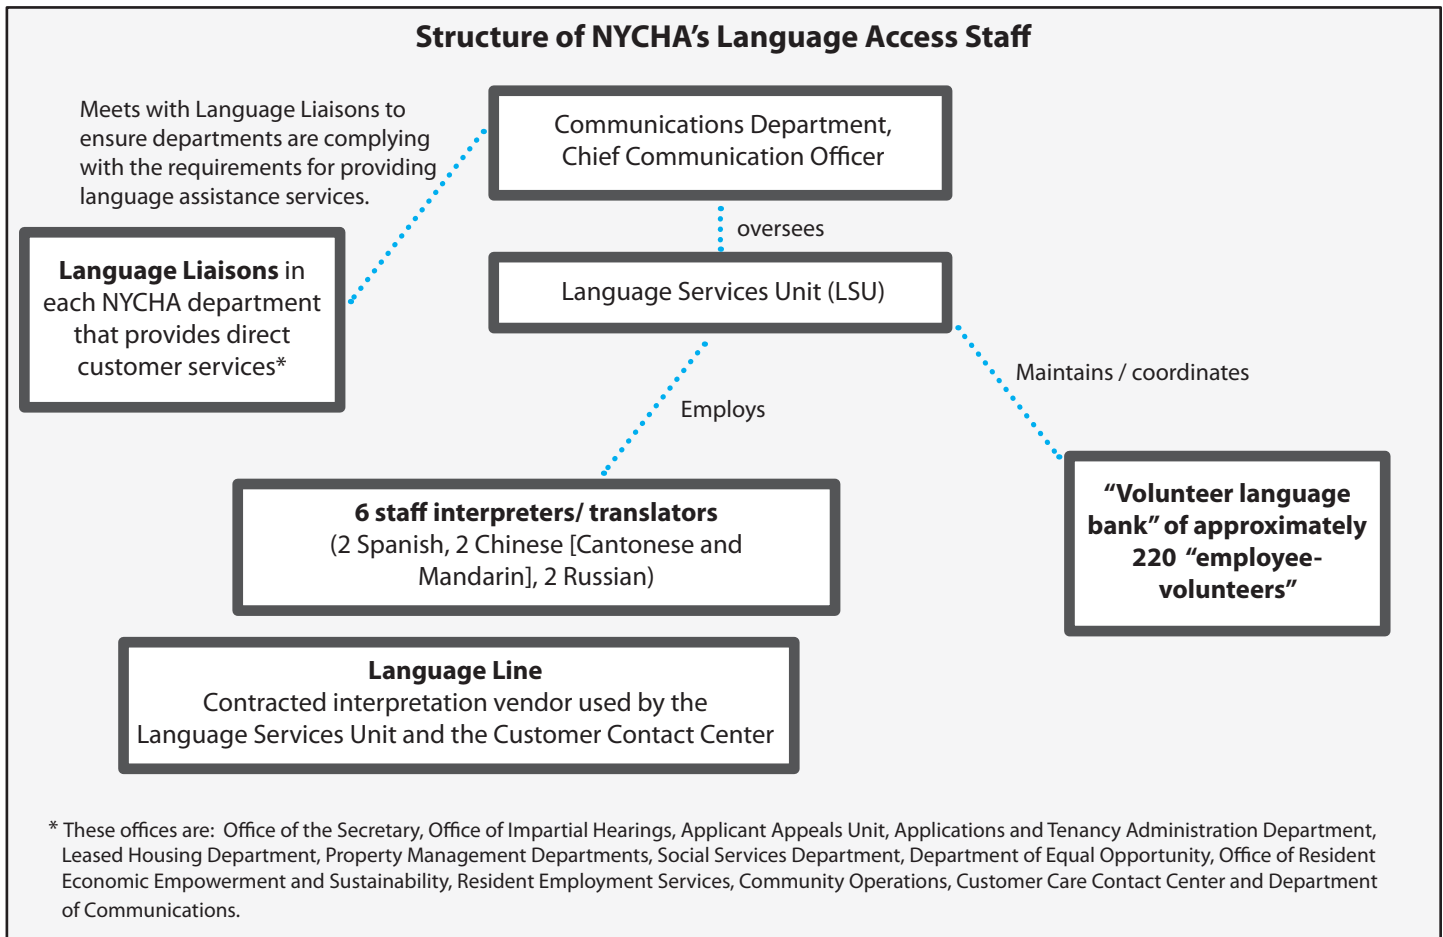 Structure of NYCHA’s Language Access Staff
Meets with Language Liaisons to
ensure departments are complying
with the requirements for providing
language assistance services.
Communications Department,
Chief Communication Officer
oversees
Language Liaisons in
each NYCHA department
that provides direct
customer services*
Language Services Unit (LSU)
Maintains / coordinates
Employs
6 staff interpreters/ translators
(2 Spanish, 2 Chinese [Cantonese and
Mandarin], 2 Russian)
“Volunteer language
bank” of approximately
220 “employee-
volunteers”
Language Line
Contracted interpretation vendor used by the
Language Services Unit and the Customer Contact Center
* These offices are: Office of the Secretary, Office of Impartial Hearings, Applicant Appeals Unit, Applications and Tenancy Administration Department,
Leased Housing Department, Property Management Departments, Social Services Department, Department of Equal Opportunity, Office of Resident
Economic Empowerment and Sustainability, Resident Employment Services, Community Operations, Customer Care Contact Center and Department
of Communications.